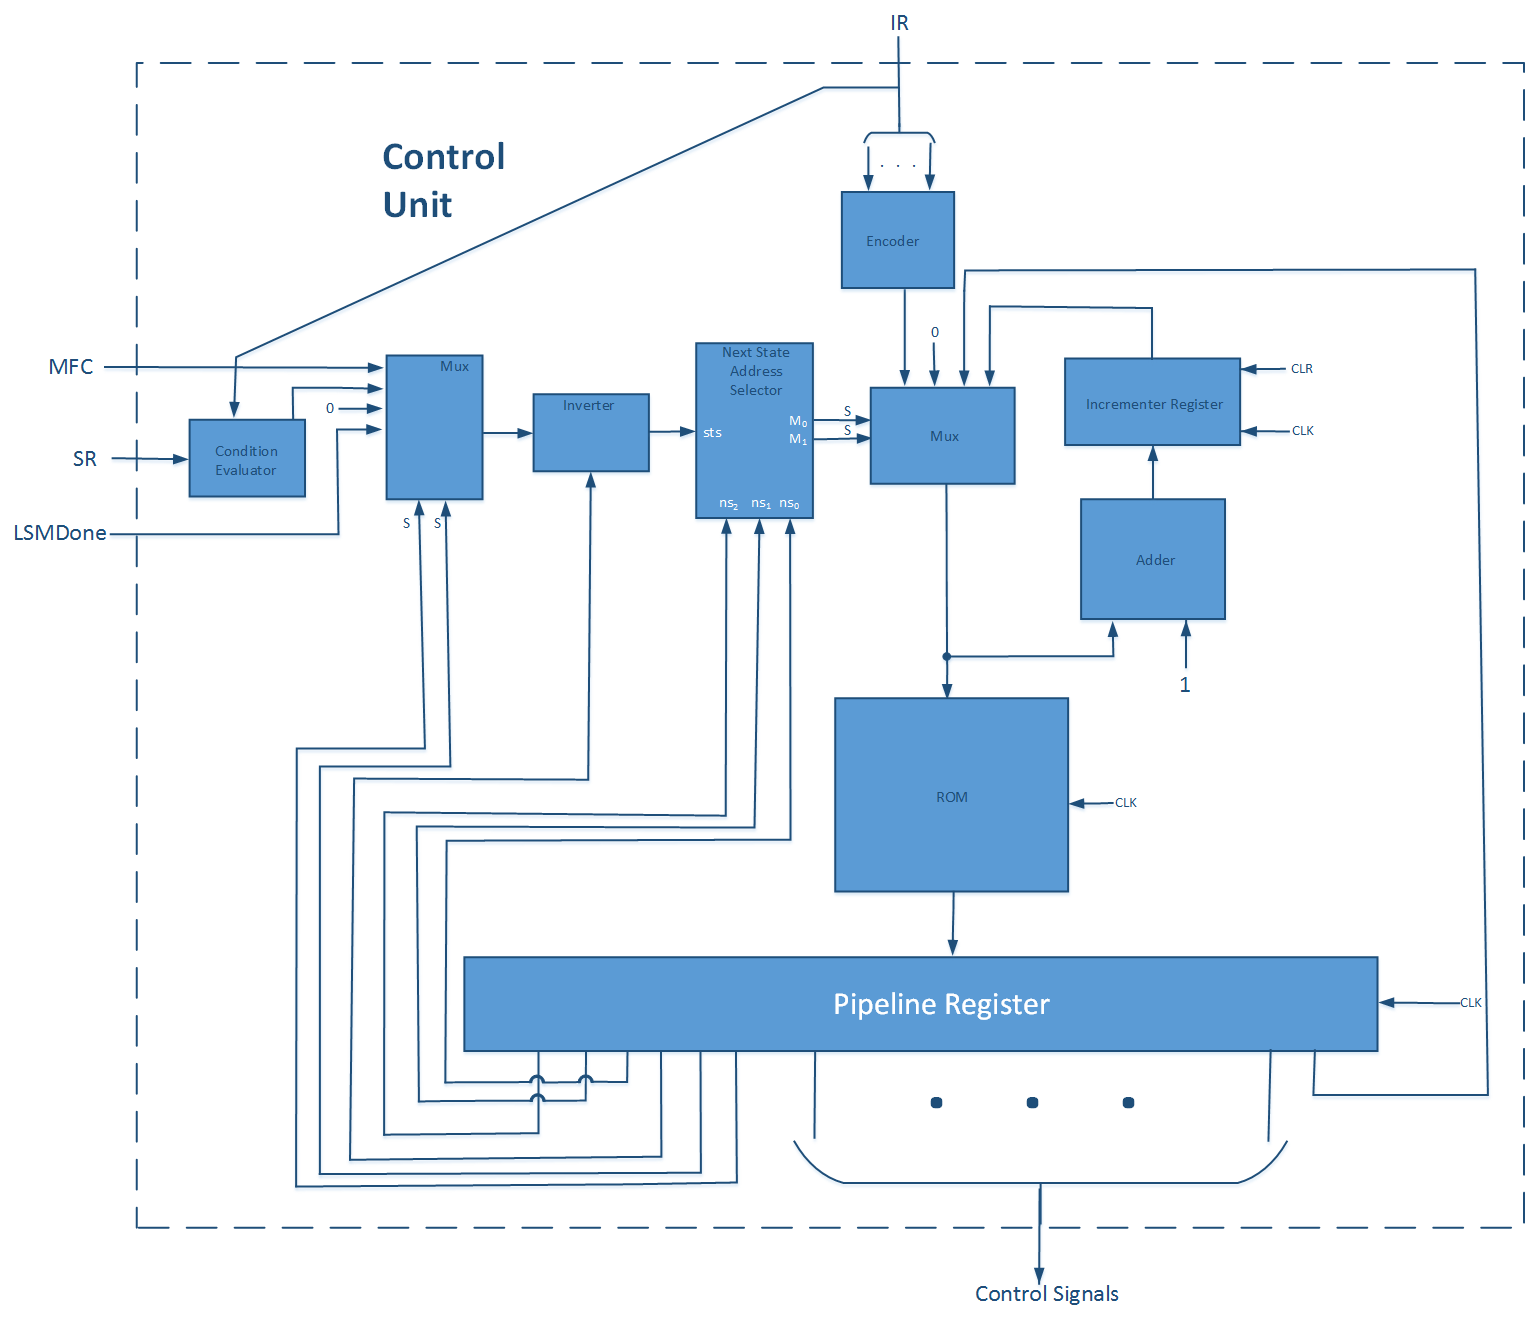 IR
Control
Unit
. . .
Encoder
0
MFC
Mux
Next State
Address
Selector
CLR
0
Inverter
Incrementer Register
S
M0
sts
S
M1
Mux
CLK
SR
Condition
Evaluator
ns2 ns1 ns0
S S
LSMDone
Adder
1
ROM
CLK
Pipeline Register
CLK
Control Signals